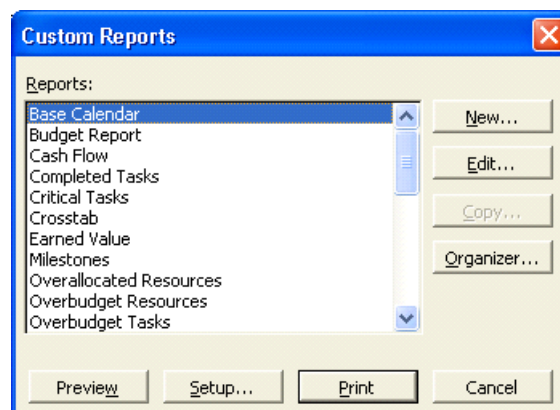 Custom Reports
Reports:
Base Calendar
Budget Report
Cash Flow
Completed Tasks
Critical Tasks
Crosstab
Earned Value
Milestones
Overallocated Resources
Overbudget Resources
Overbudget Tasks
New...
Edit...
Copy...
Organizer...
Preview
Setup...
Print
Cancel